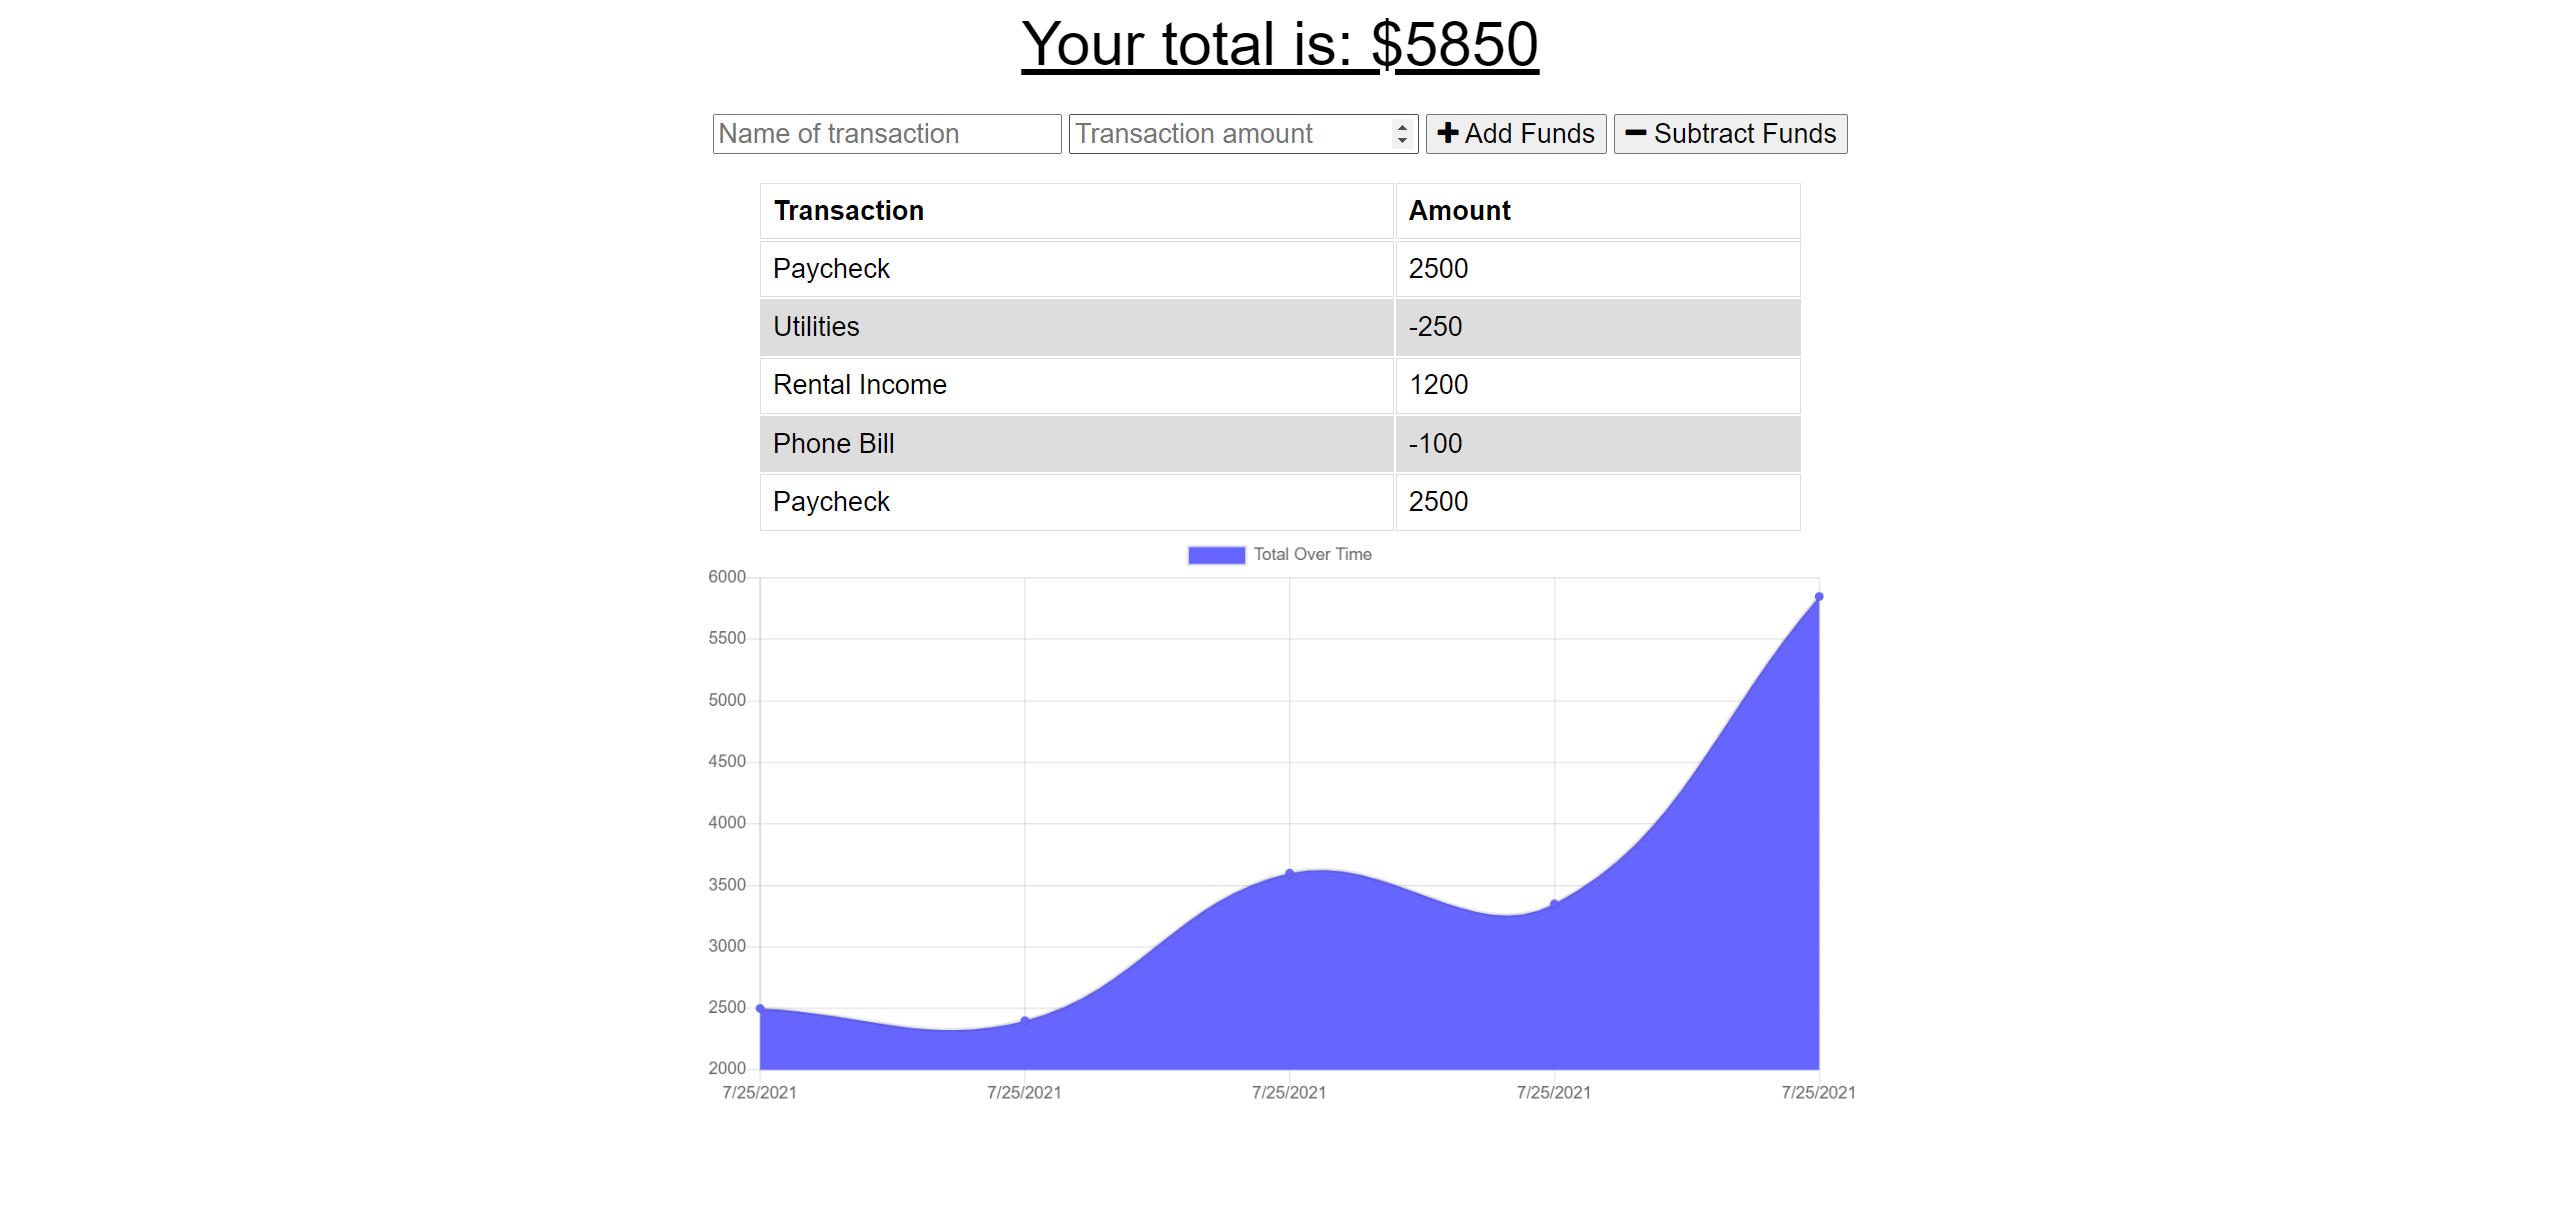 Your total is: $5850
Name of transaction Transaction amount Add Funds Subtract Funds
Transaction Amount
Paycheck 2500
Utilities -250
Rental Income 1200
Phone Bill -100
Paycheck 2500
Total Over Time
6000
5500
5000
4500
4000
3500
3000
2500
2000
7/25/2021 7/25/2021 7/25/2021 7/25/2021 7/25/2021